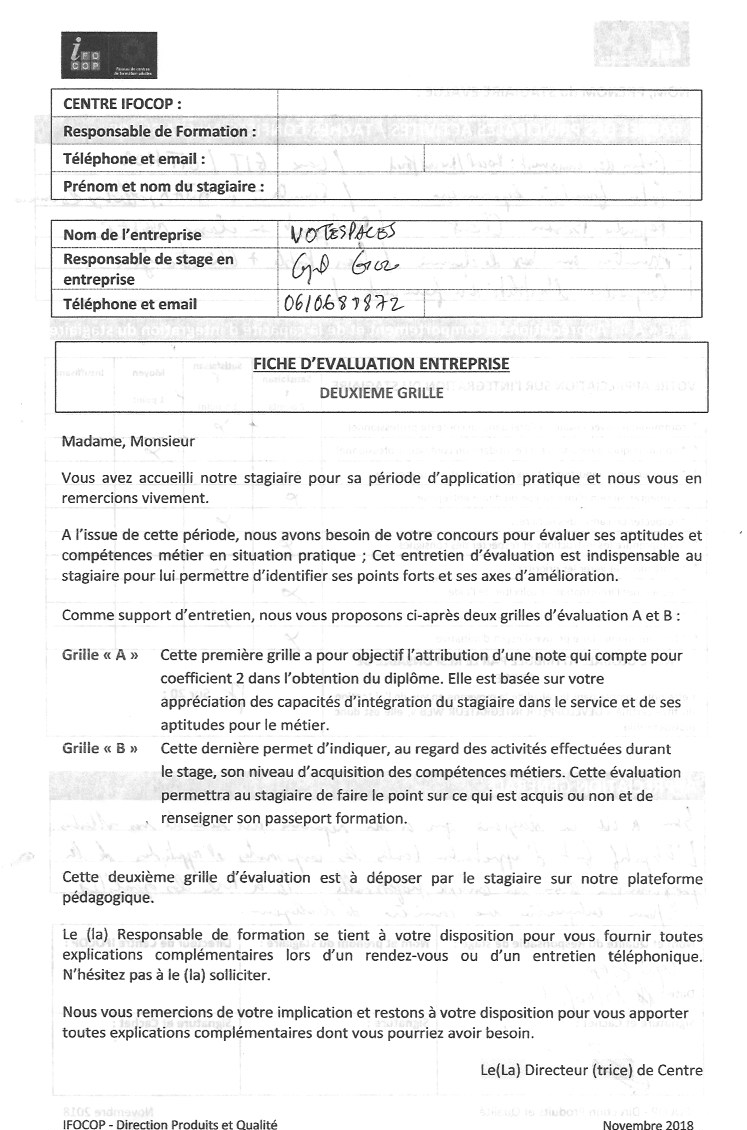 iFOCOP
Réseau de centres
de formation adultes
CENTRE IFOCOP :
Responsable de Formation :
Téléphone et email :
Prénom et nom du stagiaire :
Nom de l'entreprise VOTESPACES
Responsable de stage en
entreprise
Téléphone et email
FICHE D'EVALUATION ENTREPRISE
DEUXIEME GRILLE
Madame, Monsieur
Vous avez accueilli notre stagiaire pour sa période d'application pratique et nous vous en
remercions vivement.
A l'issue de cette période, nous avons besoin de votre concours pour évaluer ses aptitudes et
compétences métier en situation pratique ; Cet entretien d'évaluation est indispensable au
stagiaire pour lui permettre d'identifier ses points forts et ses axes d'amélioration.
Comme support d'entretien, nous vous proposons ci-après deux grilles d'évaluation A et B :
Grille « A » Cette première grille a pour objectif l'attribution d'une note qui compte pour
coefficient 2 dans l'obtention du diplôme. Elle est basée sur votre
appréciation des capacités d'intégration du stagiaire dans le service et de ses
aptitudes pour le métier.
Grille « B » Cette dernière permet d'indiquer, au regard des activités effectuées durant
le stage, son niveau d'acquisition des compétences métiers. Cette évaluation
permettra au stagiaire de faire le point sur ce qui est acquis ou non et de
renseigner son passeport formation.
Cette deuxième grille d'évaluation est à déposer par le stagiaire sur notre plateforme
pédagogique.
Le (la) Responsable de formation se tient à votre disposition pour vous fournir toutes
explications complémentaires lors d'un rendez-vous ou d'un entretien téléphonique.
N'hésitez pas à le (la) solliciter.
Nous vous remercions de votre implication et restons à votre disposition pour vous apporter
toutes explications complémentaires dont vous pourriez avoir besoin.
Le(La) Directeur (trice) de Centre
IFOCOP - Direction Produits et Qualité Novembre 2018